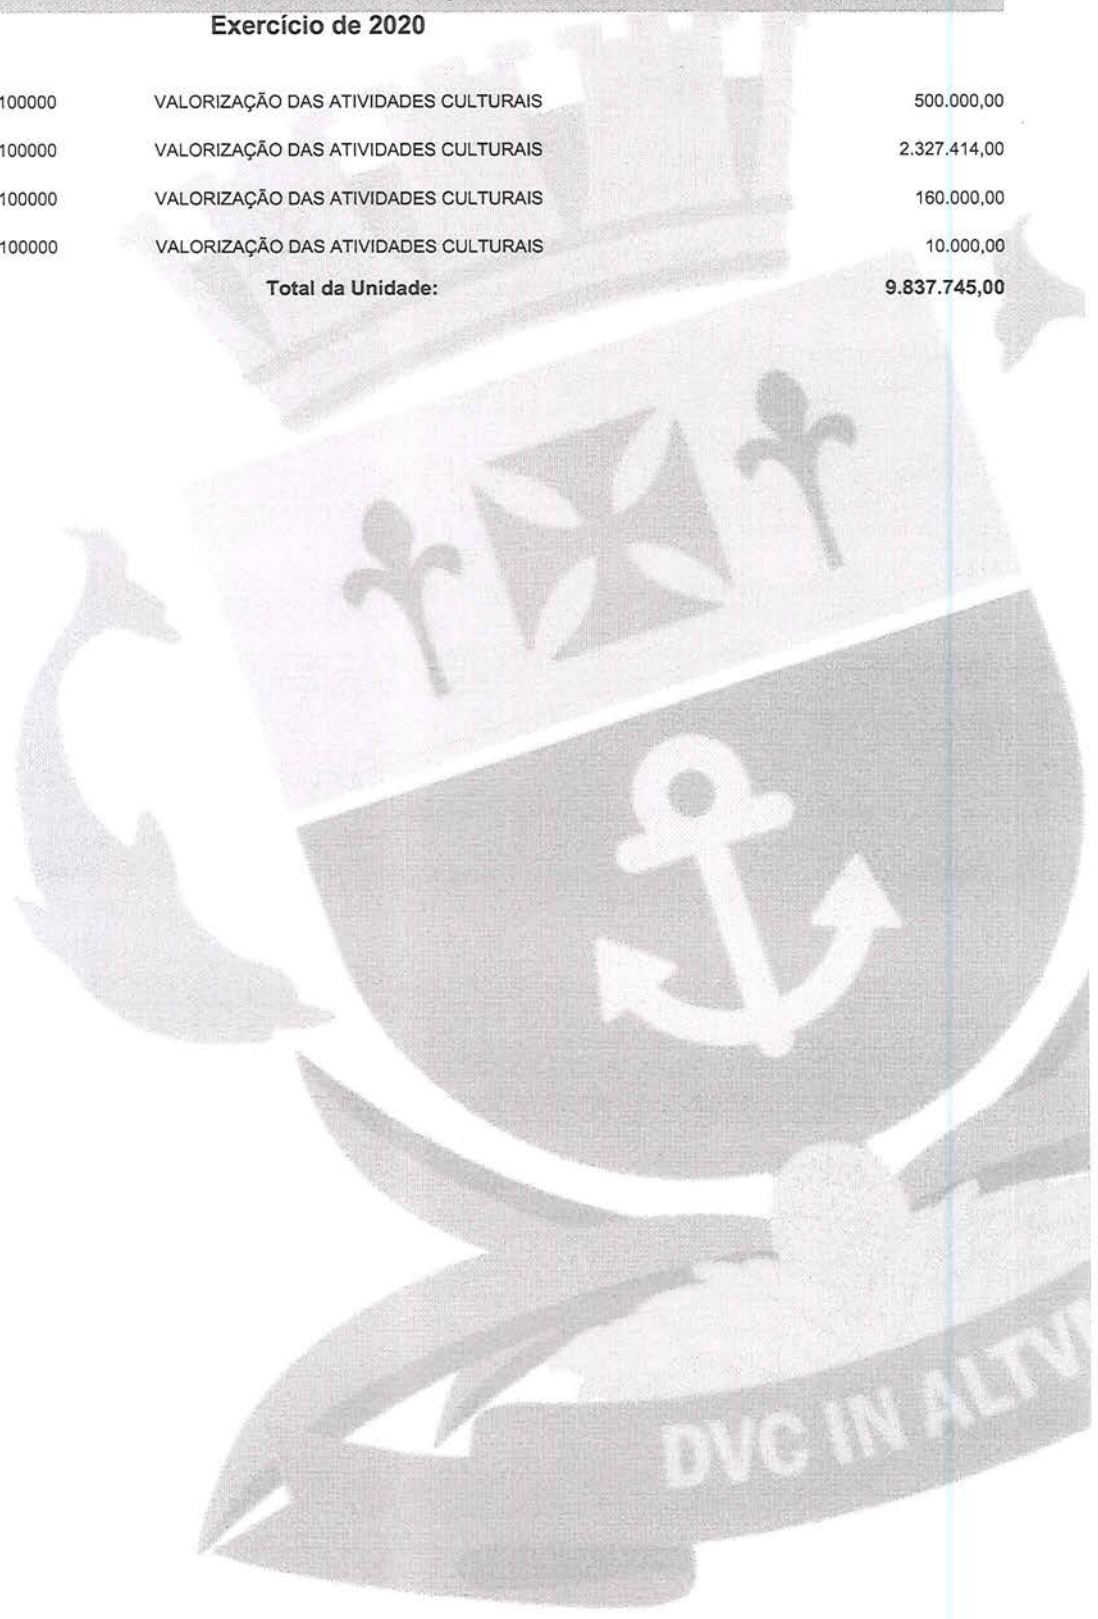 Exercício de 2020
100000 VALORIZAÇÃO DAS ATIVIDADES CULTURAIS 500.000,00
100000 VALORIZAÇÃO DAS ATIVIDADES CULTURAIS 2.327.414,00
100000 VALORIZAÇÃO DAS ATIVIDADES CULTURAIS 160.000,00
100000 VALORIZAÇÃO DAS ATIVIDADES CULTURAIS 10.000,00
Total da Unidade: 9.837.745,00
DVC IN ALTV